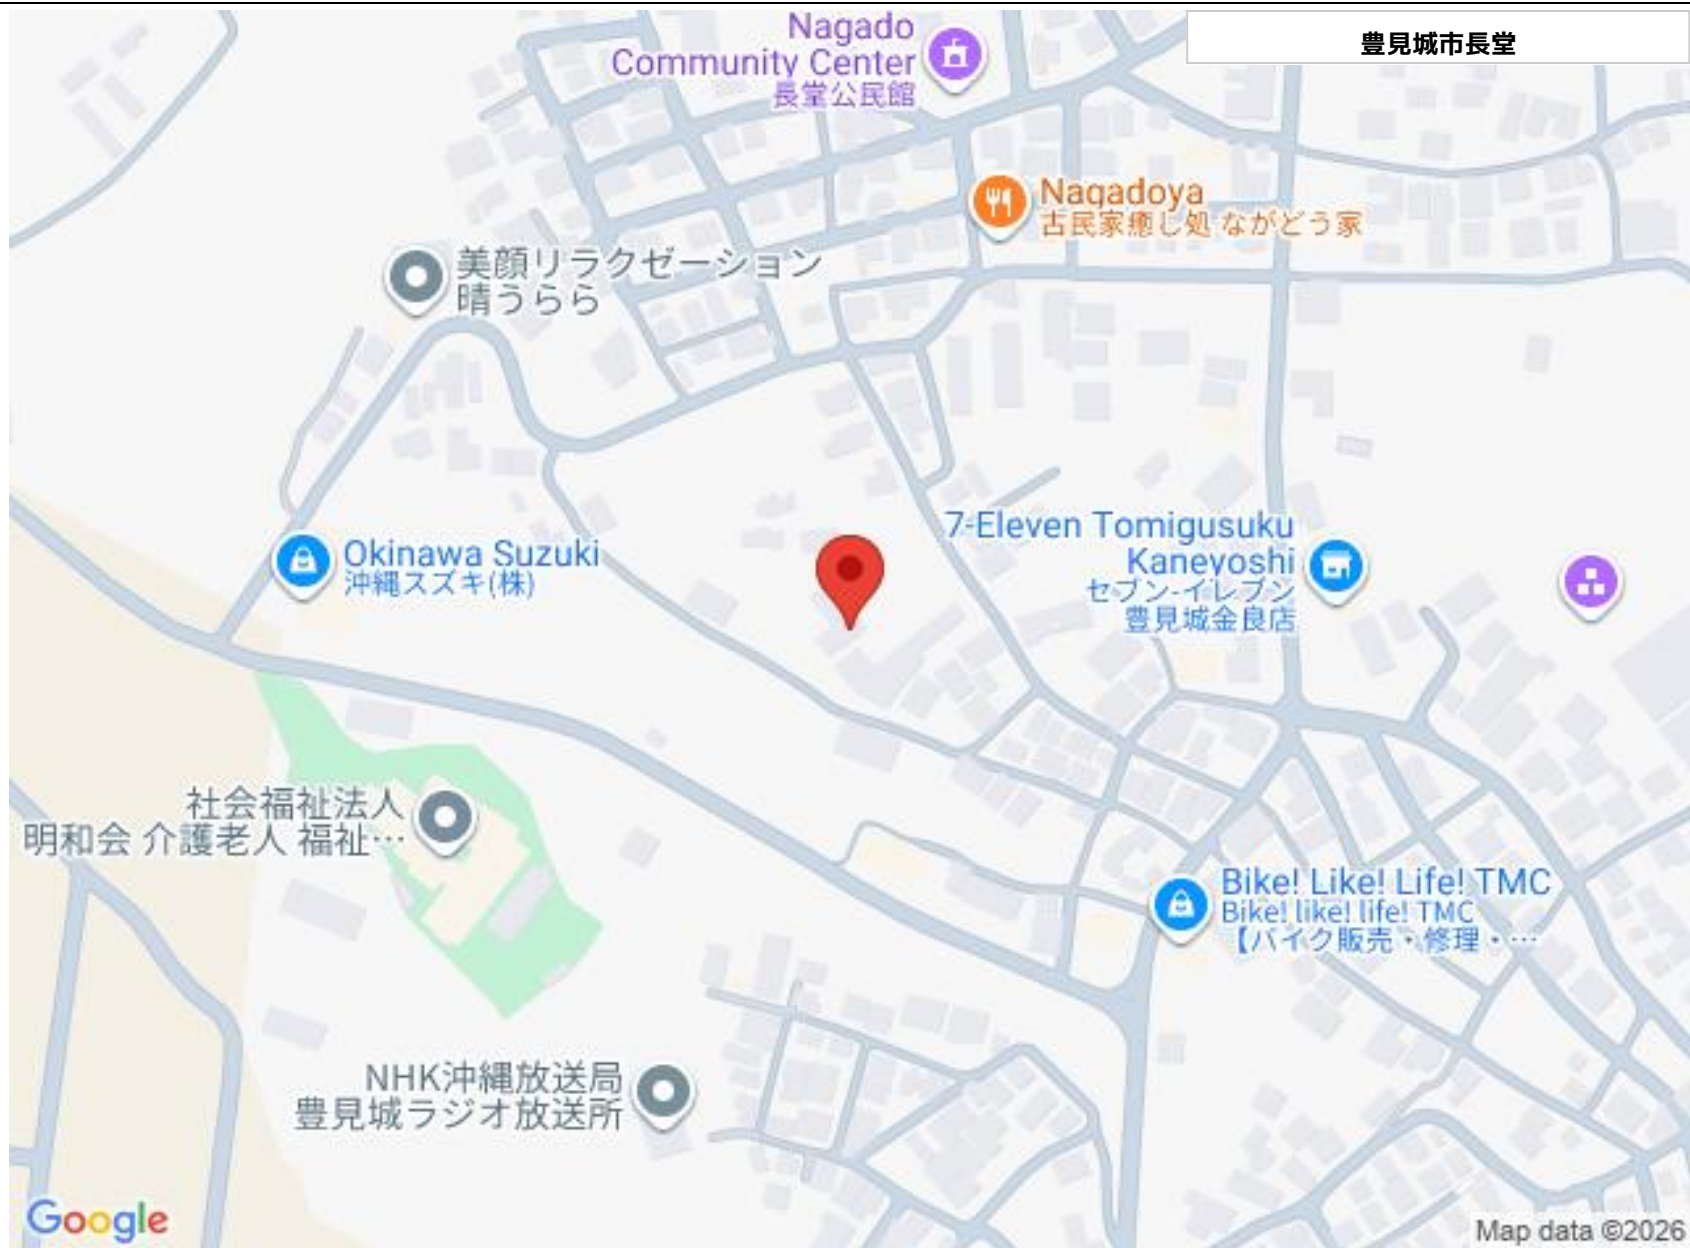 豊見城市長堂
Nagado
Community Center
長堂公民館
Nagadoya
古民家癒し処 ながどう家
美顔リラクゼーション
晴うらら
7-Eleven Tomigusuku
Kaneyoshi
セブン-イレブン
豊見城金良店
Okinawa Suzuki
沖縄スズキ(株)
社会福祉法人
明和会 介護老人 福祉…
Bike! Like! Life! TMC
Bike! like! life! TMC
【バイク販売・修理・…
NHK沖縄放送局
豊見城ラジオ放送所
Google
Map data ©2026